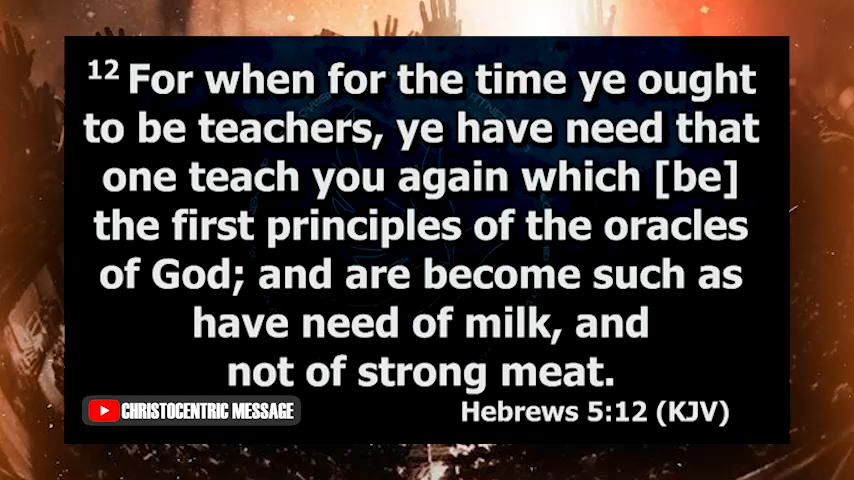 12 For when for the time ye ought
to be teachers, ye have need that
one teach you again which [be]
the first principles of the oracles
of God; and are become such as
have need of milk, and
not of strong meat.
CHRISTOCENTRIC MESSAGE
Hebrews 5:12 (KJV)